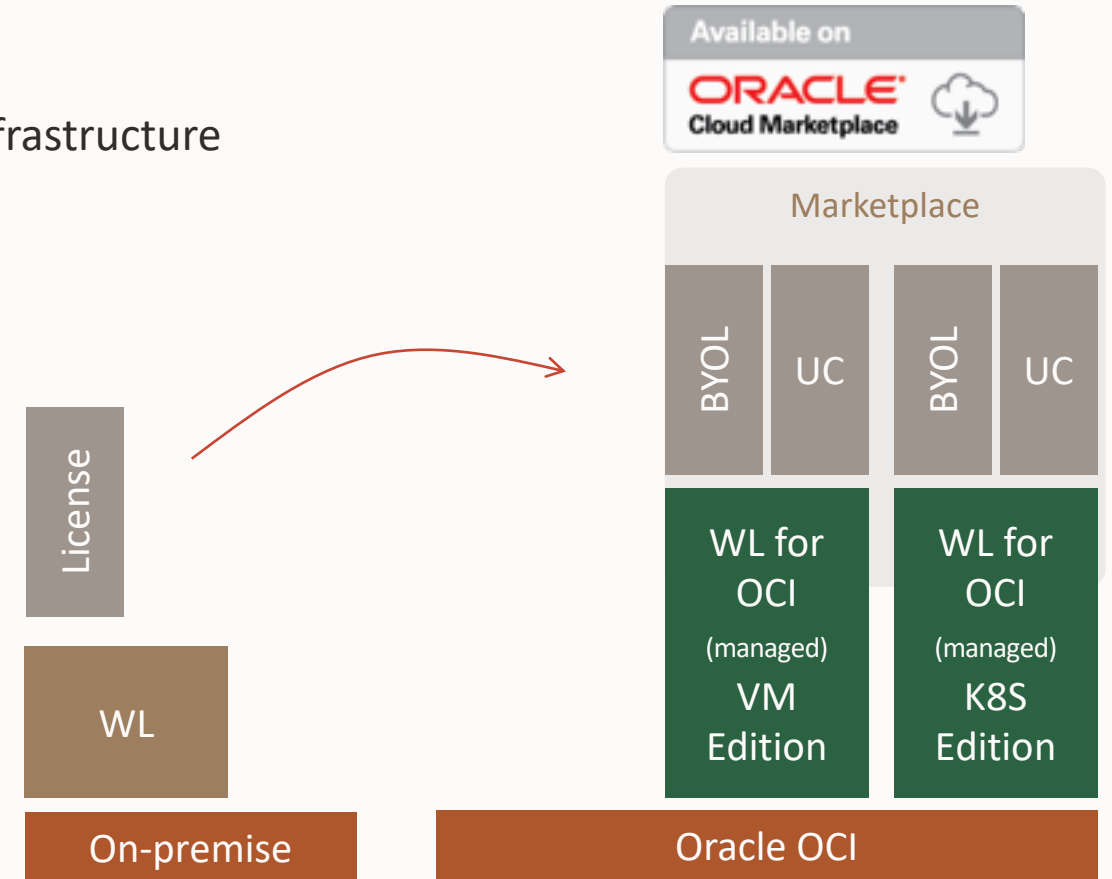 Available on
ORACLE
Cloud Marketplace
frastructure
Marketplace
BYOL
UC
BYOL
UC
License
WL for
OCI
(managed)
VM
Edition
WL for
OCI
(managed)
K8S
Edition
WL
On-premise
Oracle OCI